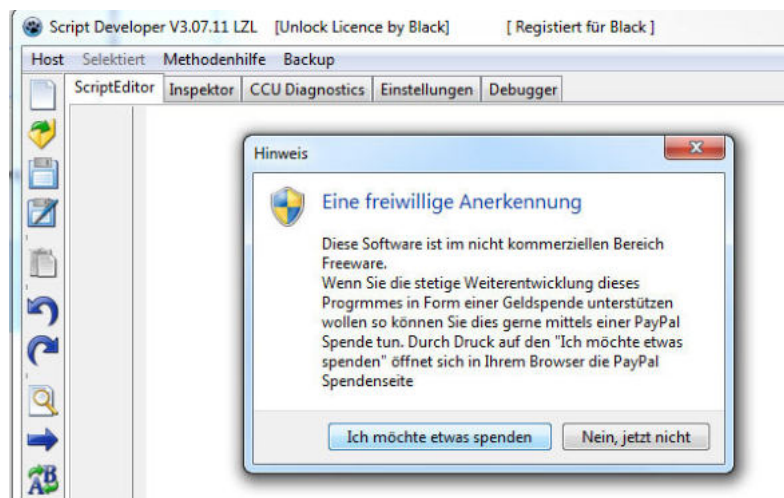 Script Developer V3.07.11 LZL [Unlock Licence by Black] [ Registiert für Black ]
Host Selektiert Methodenhilfe Backup
ScriptEditor Inspektor CCU Diagnostics Einstellungen Debugger
Hinweis
Eine freiwillige Anerkennung
Diese Software ist im nicht kommerziellen Bereich
Freeware.
Wenn Sie die stetige Weiterentwicklung dieses
Progrmmes in Form einer Geldspende unterstützen
wollen so können Sie dies gerne mittels einer PayPal
Spende tun. Durch Druck auf den "Ich möchte etwas
spenden" öffnet sich in Ihrem Browser die PayPal
Spendenseite
Ich möchte etwas spenden Nein, jetzt nicht
AB